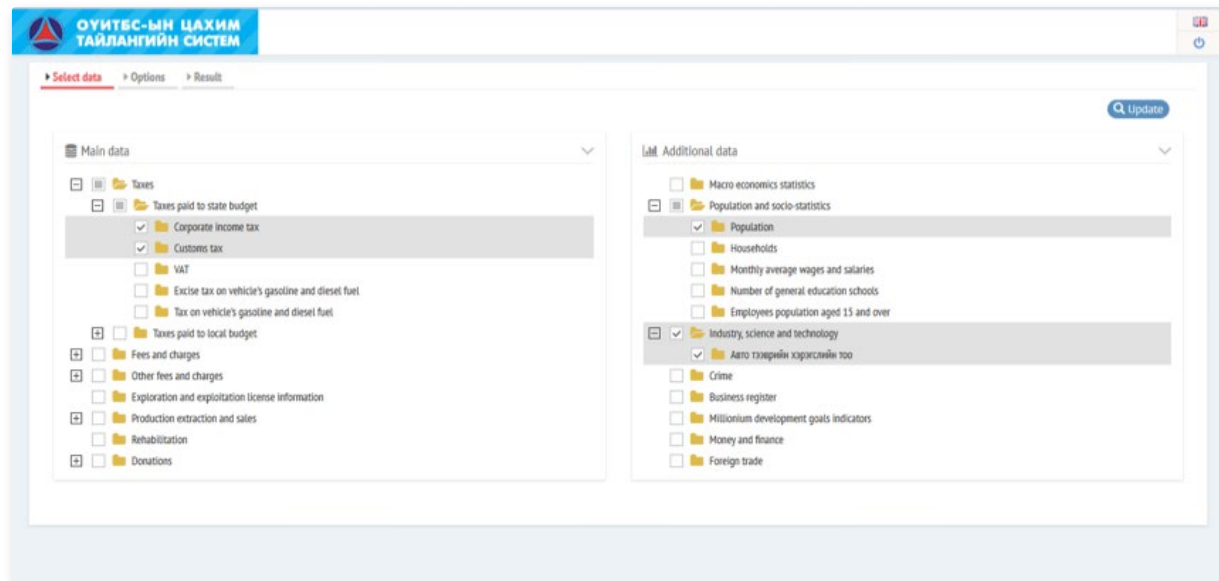 ОҮИТБС-ЫН ЦАХИМ
ТАЙЛАНГИЙН СИСТЕМ
Select data
Options
Result
Update
Main data
Taxes
Taxes paid to state budget
Corporate income tax
Customs tax
VAT
Excise tax on vehicle's gasoline and diesel fuel
Tax on vehicle's gasoline and diesel fuel
Taxes paid to local budget
Fees and charges
Other fees and charges
Exploration and exploitation license information
Production extraction and sales
Rehabilitation
Donations
Additional data
Macro economics statistics
Population and socio-statistics
Population
Households
Monthly average wages and salaries
Number of general education schools
Employees population aged 15 and over
Industry, science and technology
Авто тээврийн хэрэгслийн тоо
Crime
Business register
Millionium development goals indicators
Money and finance
Foreign trade